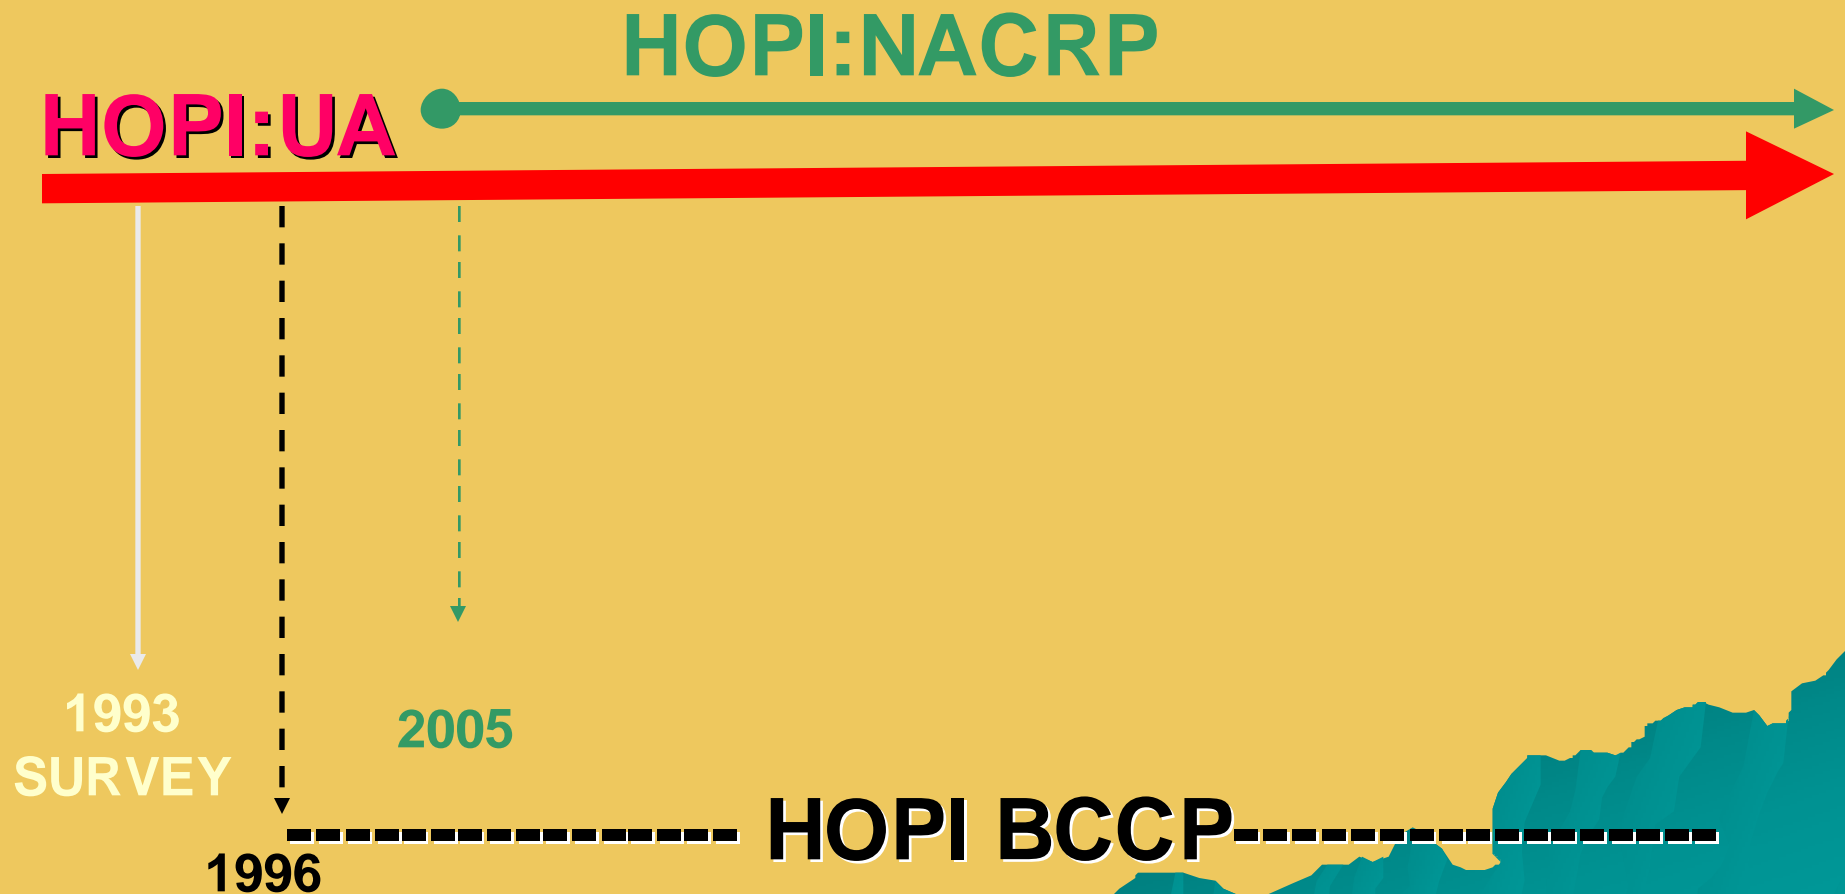 HOPI:NACRP
HOPI:UA
1993
SURVEY
2005
HOPI BCCP
1996